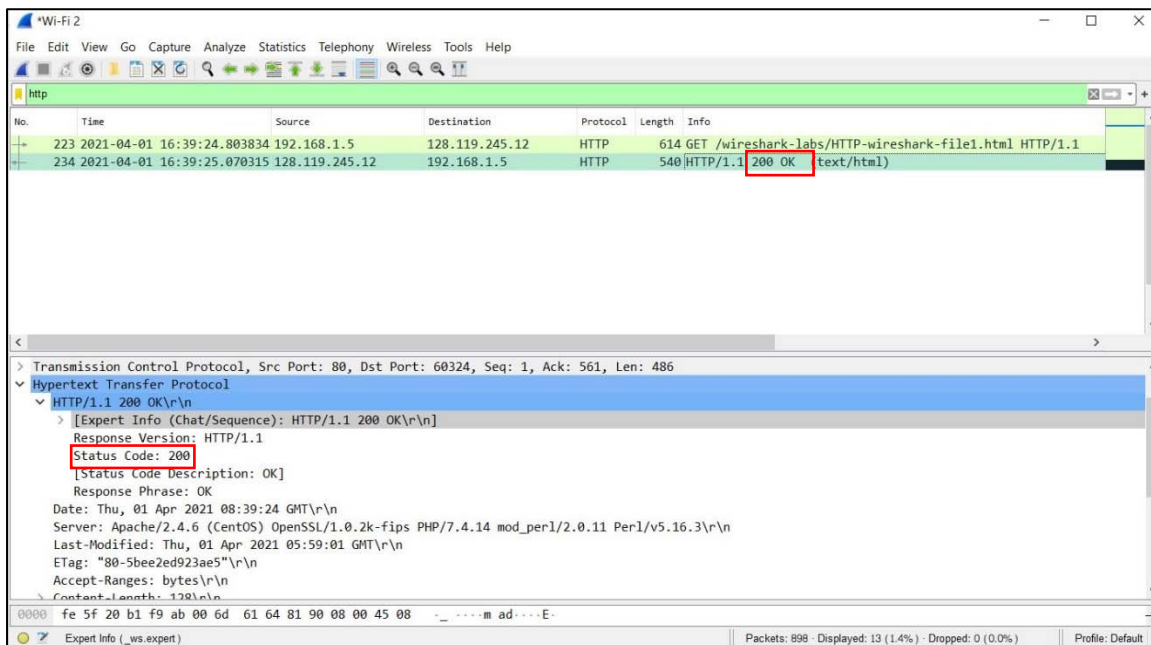 *Wi-Fi 2
File Edit View Go Capture Analyze Statistics Telephony Wireless Tools Help
http
No. Time Source Destination Protocol Length Info
223 2021-04-01 16:39:24.803834 192.168.1.5 128.119.245.12 HTTP 614 GET /wireshark-labs/HTTP-wireshark-file1.html HTTP/1.1
234 2021-04-01 16:39:25.070315 128.119.245.12 192.168.1.5 HTTP 540 HTTP/1.1 200 OK (text/html)
Transmission Control Protocol, Src Port: 80, Dst Port: 60324, Seq: 1, Ack: 561, Len: 486
Hypertext Transfer Protocol
HTTP/1.1 200 OK\r\n
[Expert Info (Chat/Sequence): HTTP/1.1 200 OK\r\n]
Response Version: HTTP/1.1
Status Code: 200
[Status Code Description: OK]
Response Phrase: OK
Date: Thu, 01 Apr 2021 08:39:24 GMT\r\n
Server: Apache/2.4.6 (CentOS) OpenSSL/1.0.2k-fips PHP/7.4.14 mod_perl/2.0.11 Perl/v5.16.3\r\n
Last-Modified: Thu, 01 Apr 2021 05:59:01 GMT\r\n
ETag: "80-5bee2ed923ae5"\r\n
Accept-Ranges: bytes\r\n
Content-Length: 128\r\n
0000 fe 5f 20 b1 f9 ab 00 6d 61 64 81 90 08 00 45 08 ·_ ····m ad····E·
Expert Info (_ws.expert) Packets: 898 · Displayed: 13 (1.4%) · Dropped: 0 (0.0%) Profile: Default